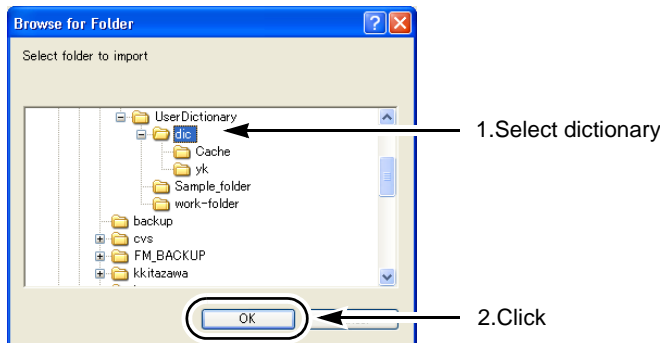 Browse for Folder
Select folder to import
UserDictionary
dic
1.Select dictionary
Cache
yk
Sample_folder
work-folder
backup
cvs
FM_BACKUP
kkitazawa
OK
2.Click